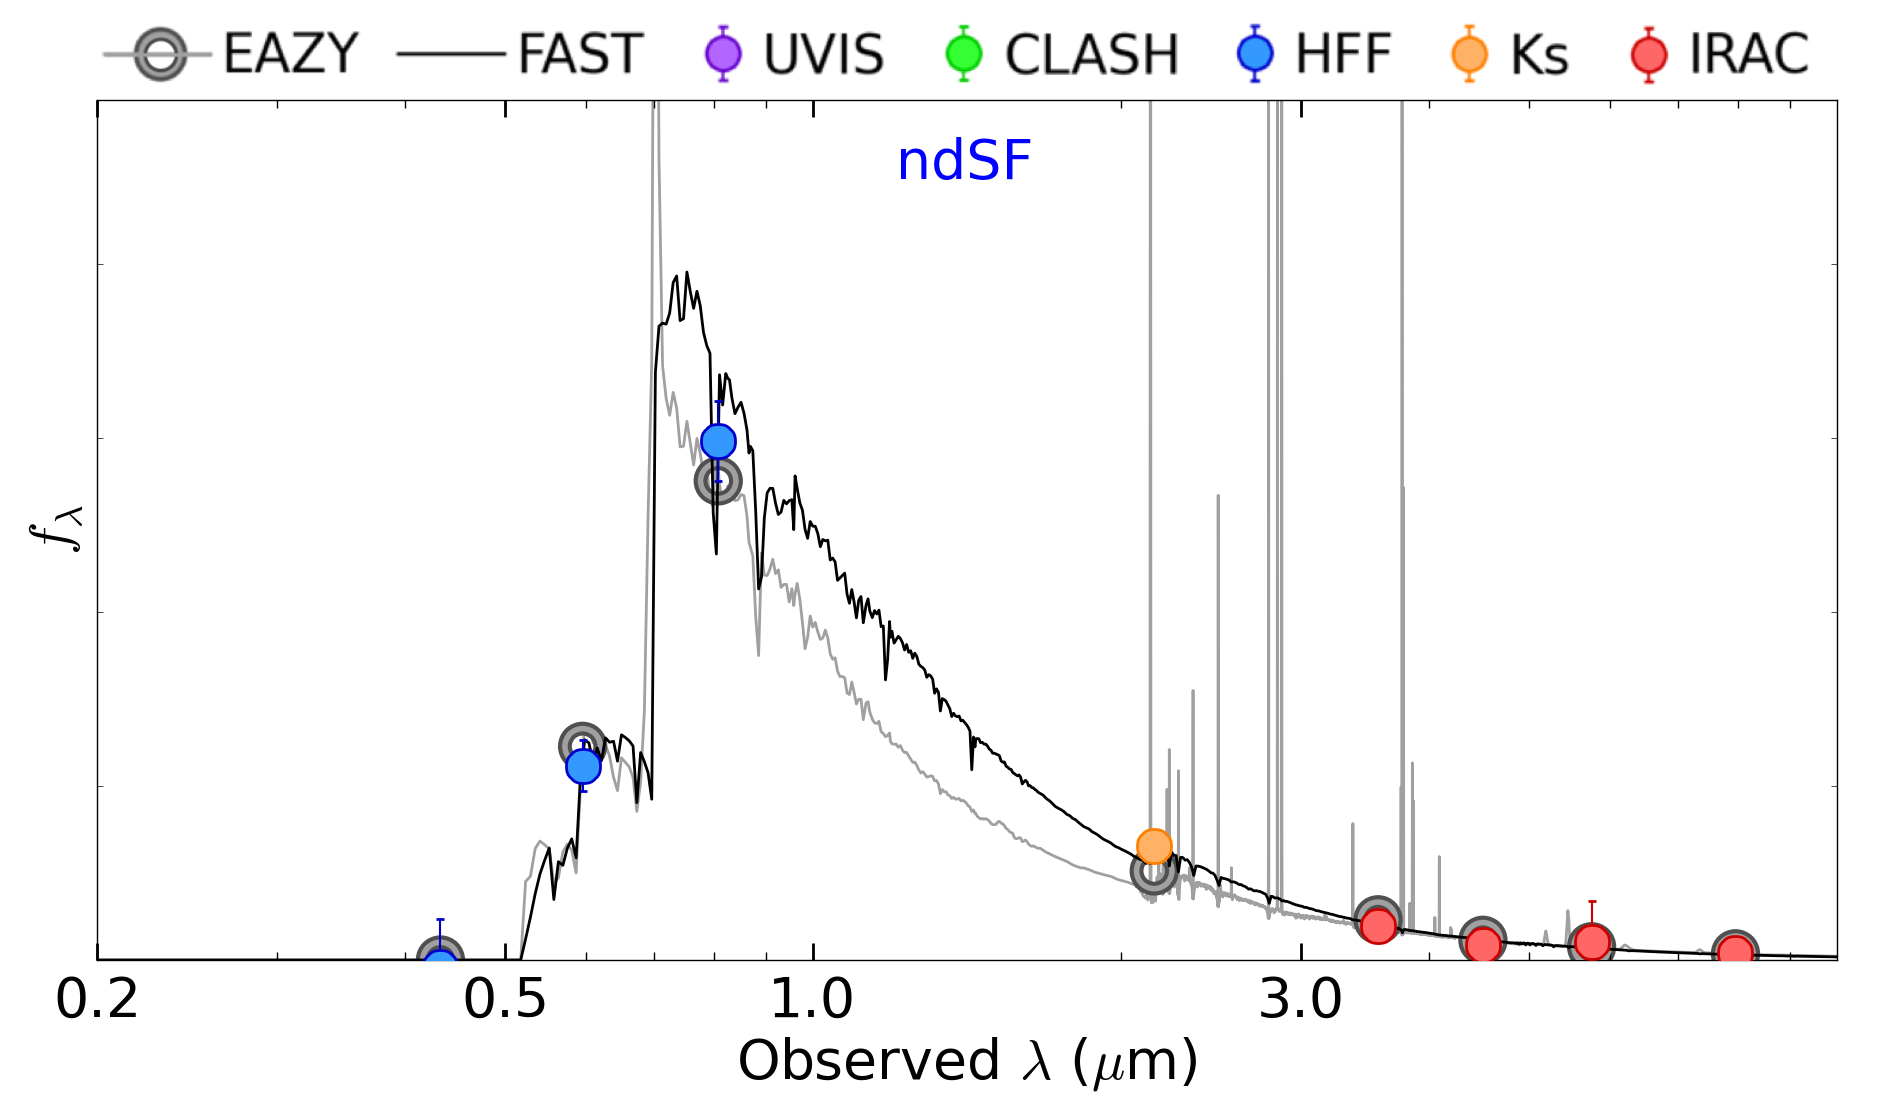 EAZY FAST UVIS CLASH HFF Ks IRAC
ndSF
f_λ
0.2 0.5 1.0 3.0
Observed λ (μm)